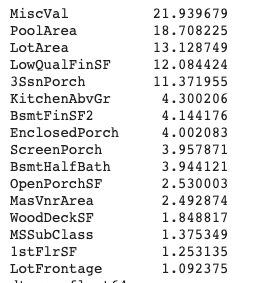 MiscVal 21.939679
PoolArea 18.708225
LotArea 13.128749
LowQualFinSF 12.084424
3SsnPorch 11.371955
KitchenAbvGr 4.300206
BsmtFinSF2 4.144176
EnclosedPorch 4.002083
ScreenPorch 3.957871
BsmtHalfBath 3.944121
OpenPorchSF 2.530003
MasVnrArea 2.492874
WoodDeckSF 1.848817
MSSubClass 1.375349
1stFlrSF 1.253135
LotFrontage 1.092375